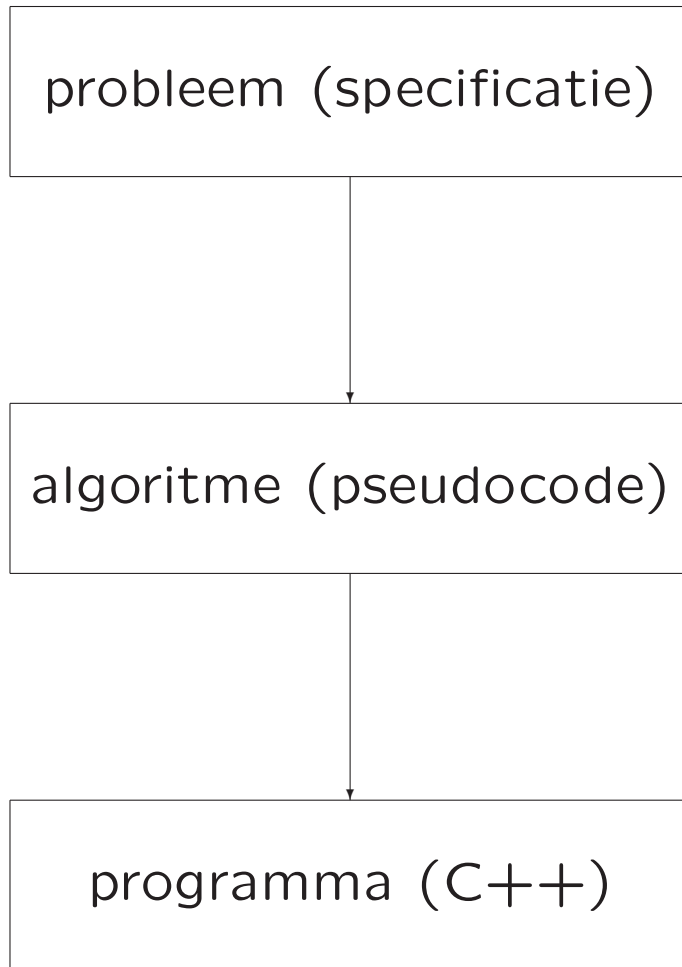 probleem (specificatie)
algoritme (pseudocode)
programma (C++)